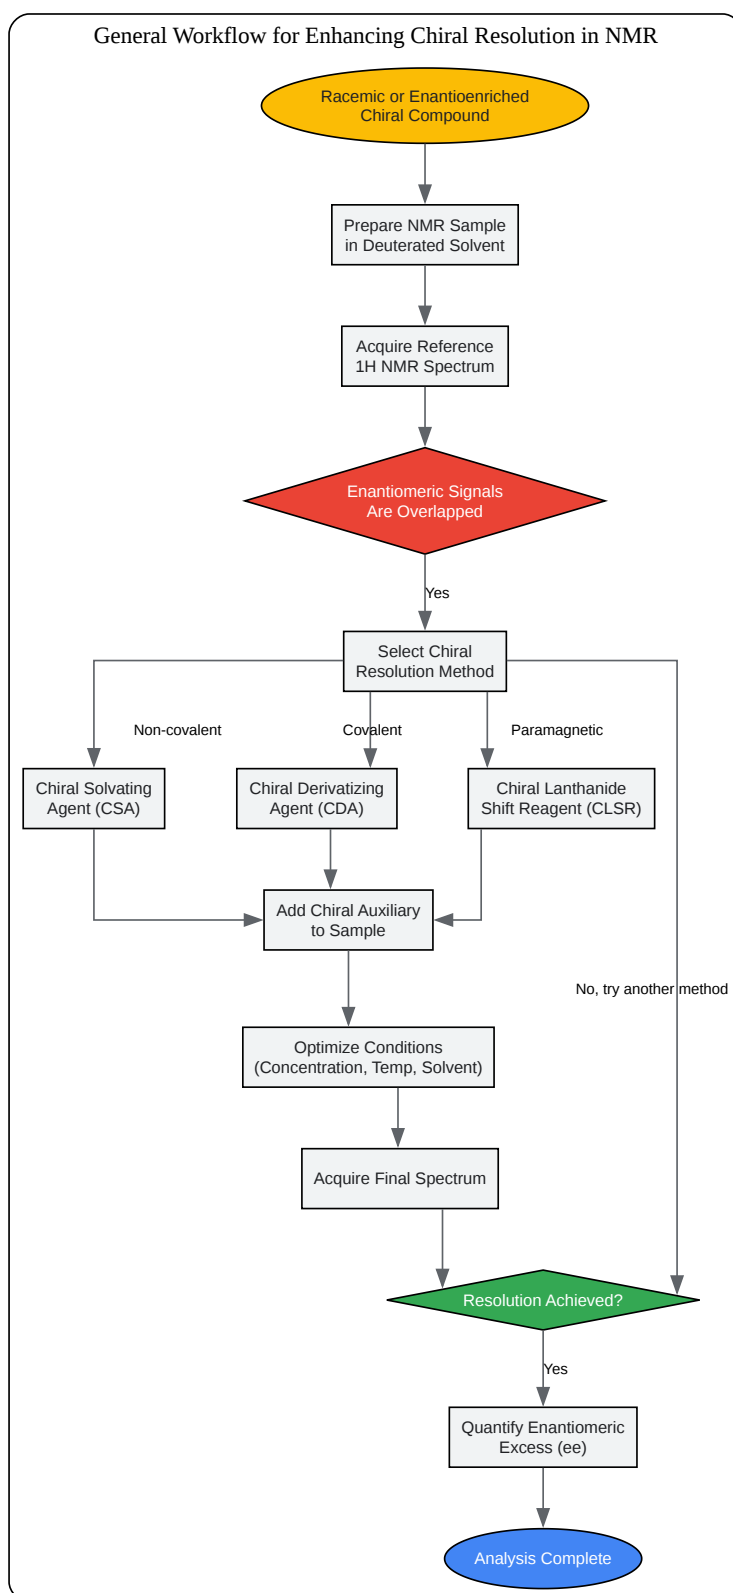 General Workflow for Enhancing Chiral Resolution in NMR
Racemic or Enantioenriched
Chiral Compound
Prepare NMR Sample
in Deuterated Solvent
Acquire Reference
1H NMR Spectrum
Enantiomeric Signals
Are Overlapped
Yes
Select Chiral
Resolution Method
Non-covalent
Covalent
Paramagnetic
Chiral Solvating
Agent (CSA)
Chiral Derivatizing
Agent (CDA)
Chiral Lanthanide
Shift Reagent (CLSR)
Add Chiral Auxiliary
to Sample
No, try another method
Optimize Conditions
(Concentration, Temp, Solvent)
Acquire Final Spectrum
Resolution Achieved?
Yes
Quantify Enantiomeric
Excess (ee)
Analysis Complete